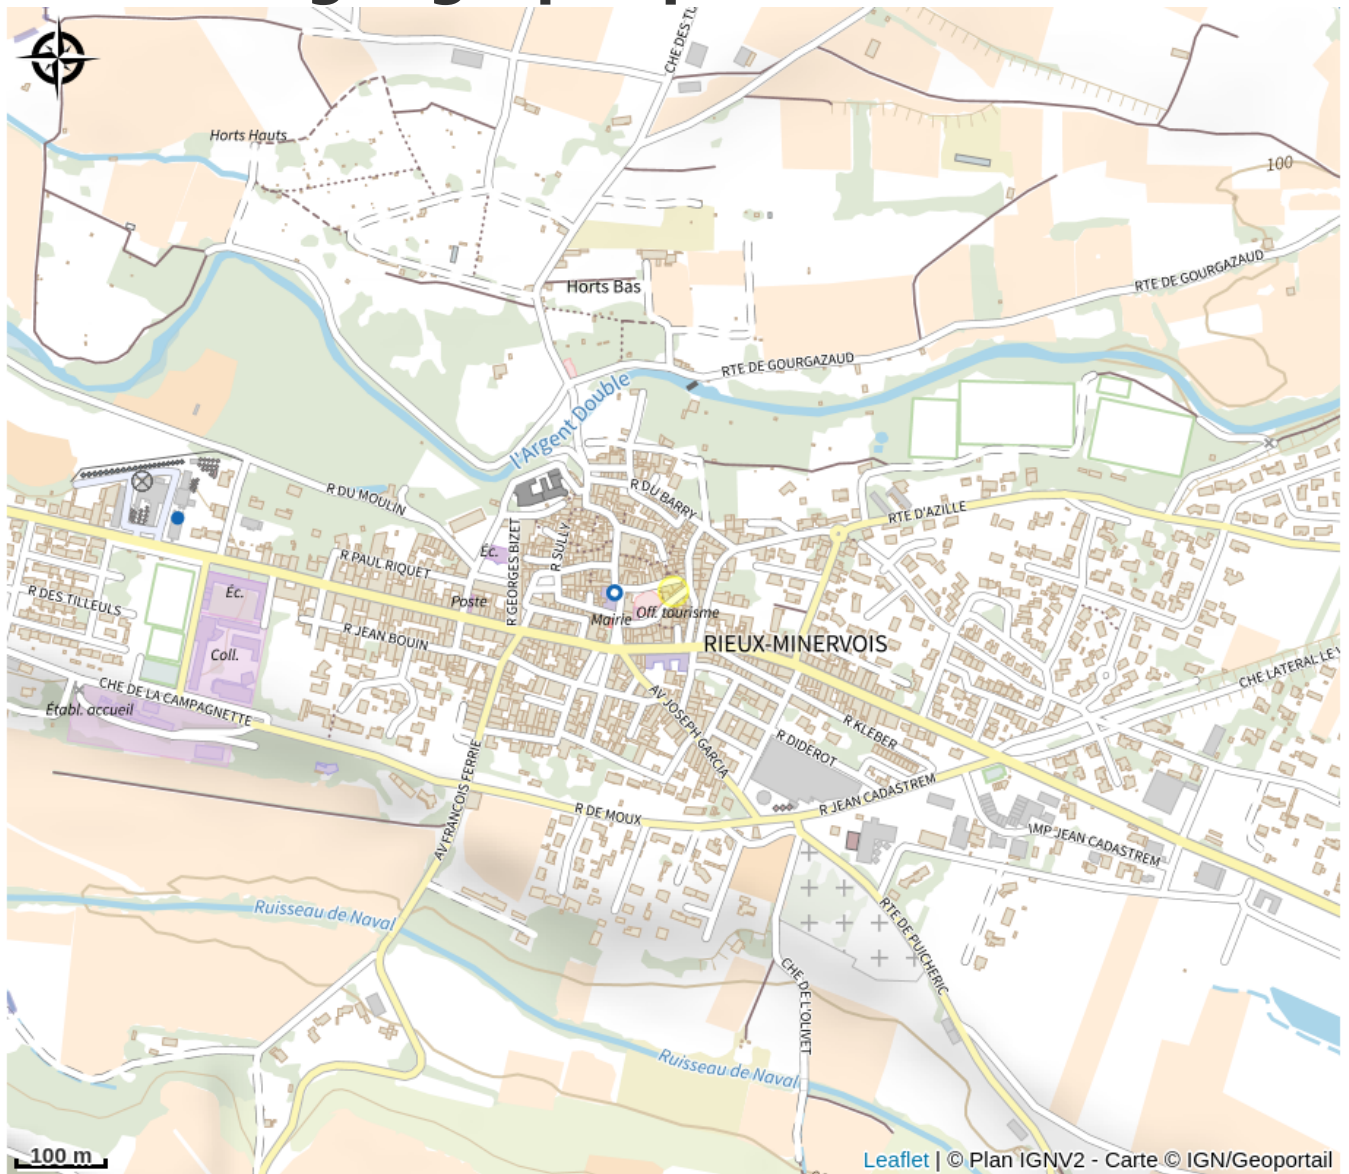 CHE DES TU
Horts Hauts
100
RTE DE GOURGAZAUD
Horts Bas
RTE DE GOURGAZAUD
l'Argent Double
R DU MOULIN
R DU BARRY
RTE D'AZILLE
R GEORGES BIZET
R SULLY
Éc.
R PAUL RIQUET
Éc.
Poste
R DES TILLEULS
Mairie
Off. tourisme
R JEAN BOUIN
RIEUX-MINERVOIS
Coll.
CHE LATERAL LE V
CHE DE LA CAMPAGNETTE
Établ. accueil
AV JOSEPH GARCIA
R KLEBER
R DIDEROT
AV FRANCOIS FERRIE
R DE MOUX
R JEAN CADASTREM
IMP JEAN CADASTREM
Ruisseau de Naval
RTE DE PUICHERIC
CHE DE L'OLIVET
Ruisseau de Naval
100 m
Leaflet | © Plan IGNV2 - Carte © IGN/Geoportail